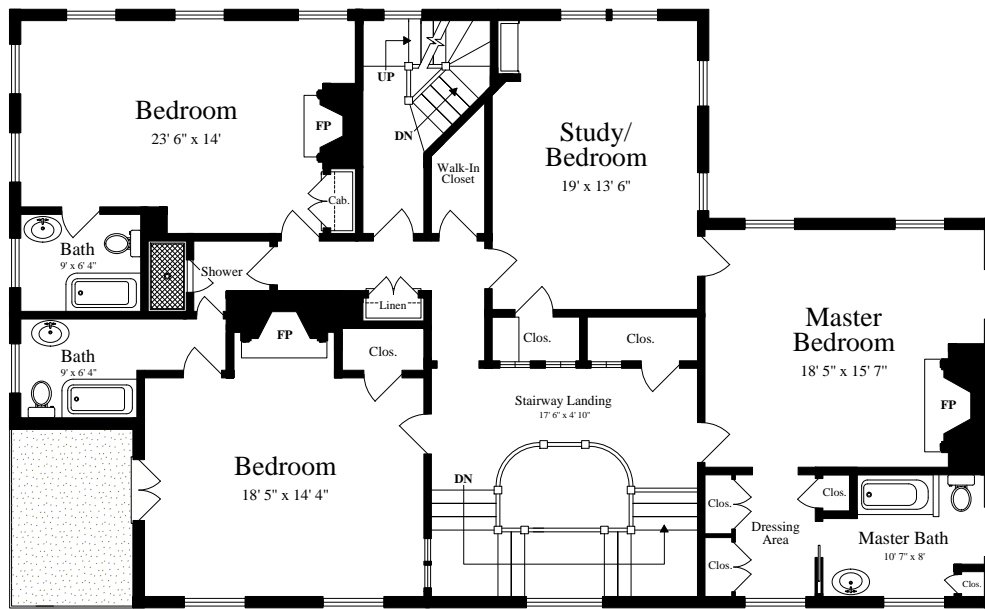 UP
Bedroom
23' 6" x 14'
FP
DN
Study/
Bedroom
19' x 13' 6"
Walk-In
Closet
Cab.
Bath
9' x 6' 4"
Shower
Linen
Master
Bedroom
18' 5" x 15' 7"
FP
FP
Clos.
Clos.
Clos.
Bath
9' x 6' 4"
Stairway Landing
17' 6" x 4' 10"
Bedroom
18' 5" x 14' 4"
DN
Clos.
Clos.
Dressing
Area
Master Bath
10' 7" x 8'
Clos.
Clos.